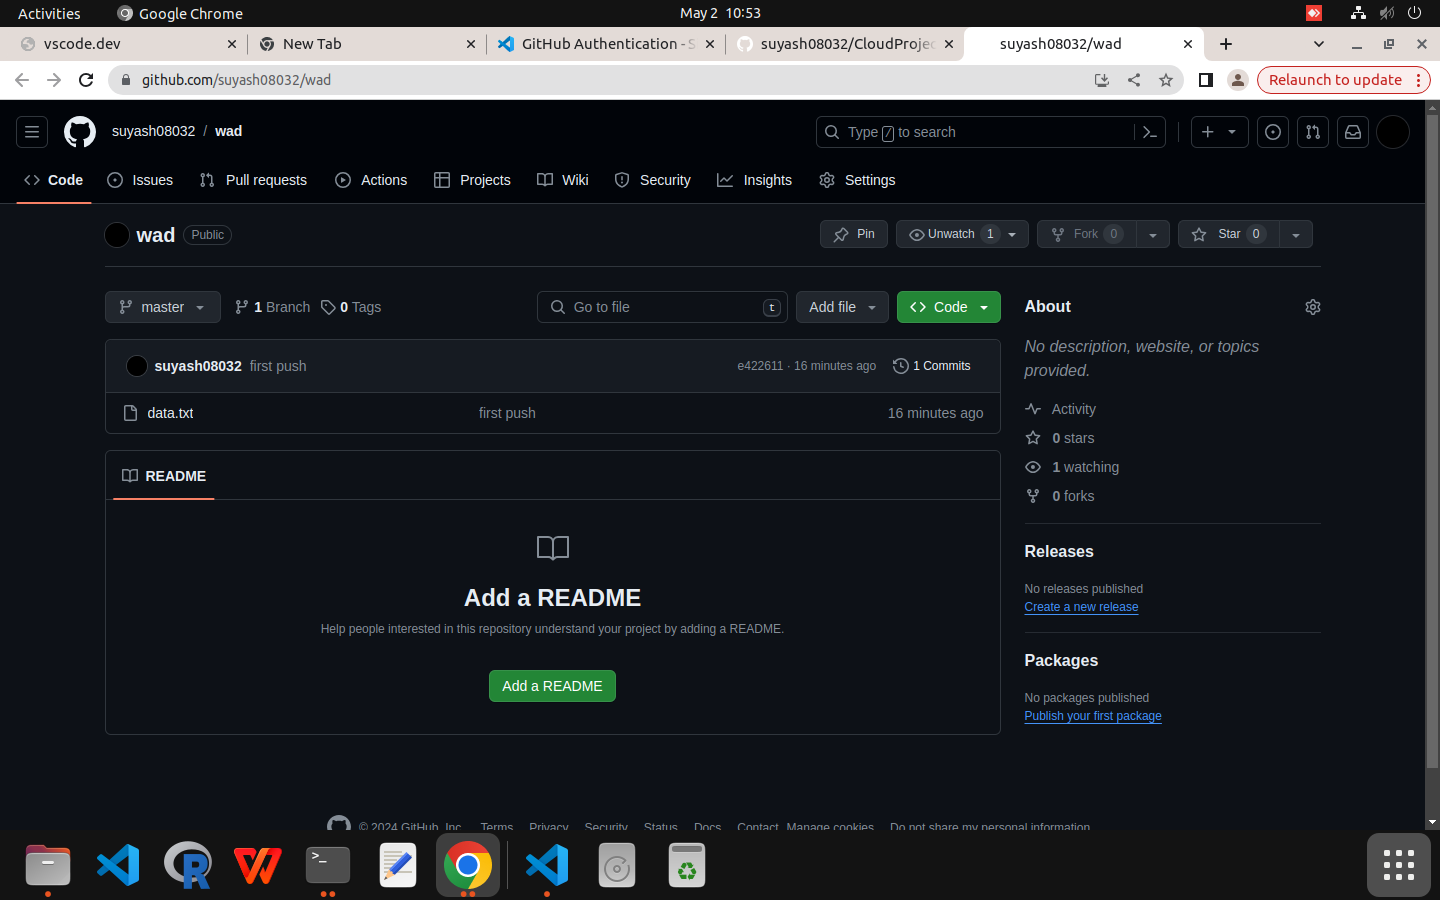 Activities Google Chrome May 2 10:53
vscode.dev New Tab GitHub Authentication - S suyash08032/CloudProjec suyash08032/wad
github.com/suyash08032/wad Relaunch to update
suyash08032 / wad Type / to search
Code Issues Pull requests Actions Projects Wiki Security Insights Settings
wad Public Pin Unwatch 1 Fork 0 Star 0
master 1 Branch 0 Tags Go to file t Add file Code
About
No description, website, or topics
provided.
suyash08032 first push e422611 · 16 minutes ago 1 Commits
data.txt first push 16 minutes ago
Activity
0 stars
1 watching
0 forks
README
Add a README
Help people interested in this repository understand your project by adding a README.
Add a README
Releases
No releases published
Create a new release
Packages
No packages published
Publish your first package
© 2024 GitHub, Inc. Terms Privacy Security Status Docs Contact Manage cookies Do not share my personal information